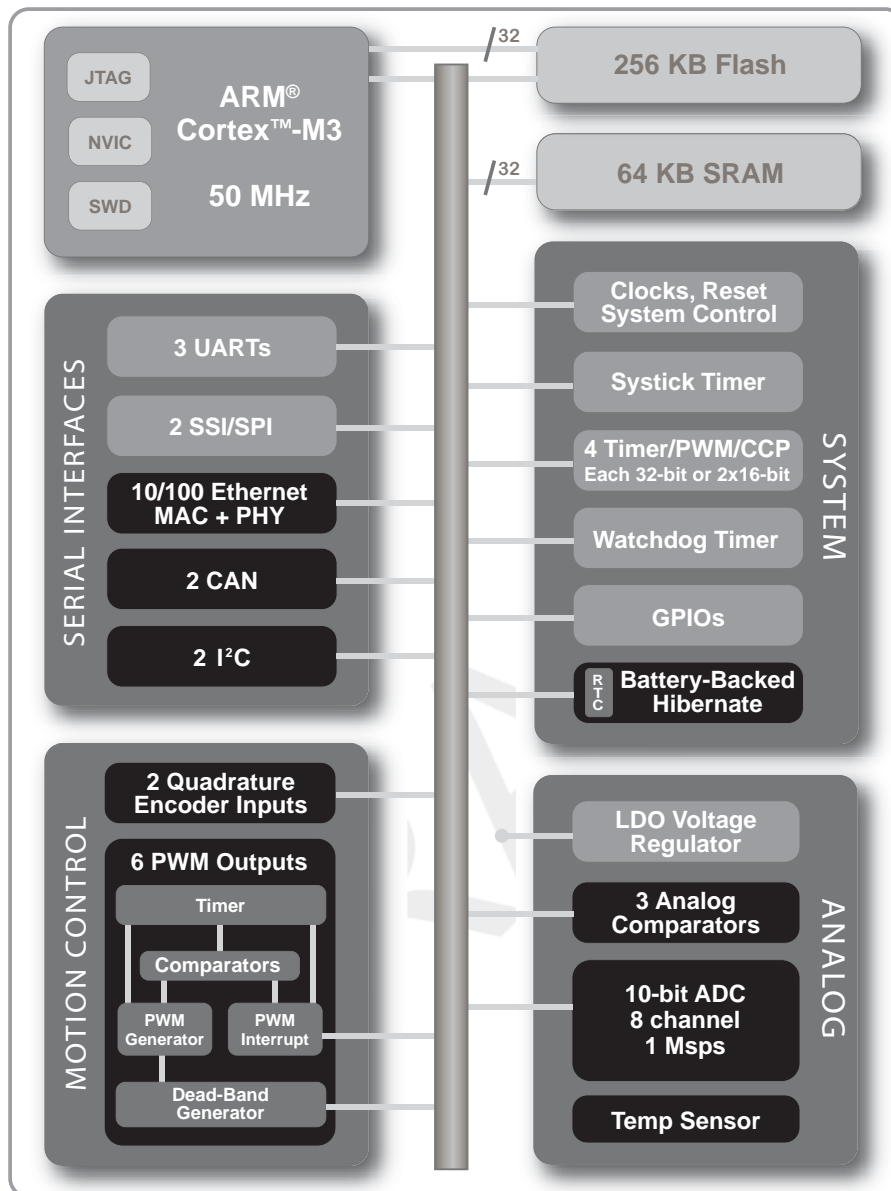 JTAG
NVIC
SWD
ARM®
Cortex™-M3
50 MHz
32
256 KB Flash
32
64 KB SRAM
SERIAL INTERFACES
3 UARTs
2 SSI/SPI
10/100 Ethernet
MAC + PHY
2 CAN
2 I²C
SYSTEM
Clocks, Reset
System Control
Systick Timer
4 Timer/PWM/CCP
Each 32-bit or 2x16-bit
Watchdog Timer
GPIOs
RTC
Battery-Backed
Hibernate
MOTION CONTROL
2 Quadrature
Encoder Inputs
6 PWM Outputs
Timer
Comparators
PWM
Generator
PWM
Interrupt
Dead-Band
Generator
ANALOG
LDO Voltage
Regulator
3 Analog
Comparators
10-bit ADC
8 channel
1 Msps
Temp Sensor